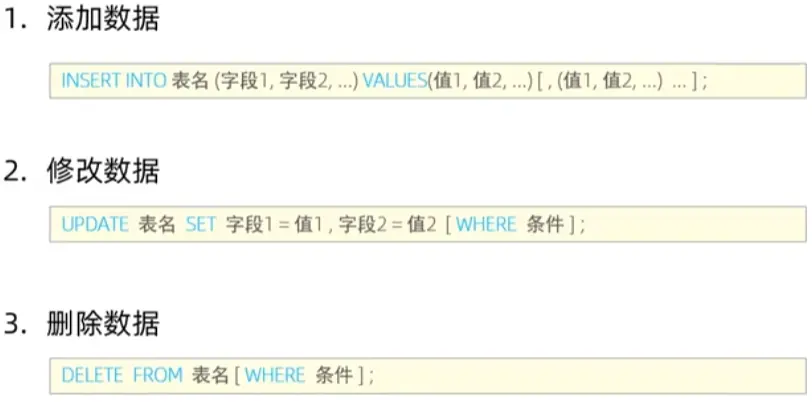 1. 添加数据
INSERT INTO 表名 (字段1, 字段2, ...) VALUES(值1, 值2, ...) [ , (值1, 值2, ...) ... ] ;
2. 修改数据
UPDATE 表名 SET 字段1 = 值1 , 字段2 = 值2 [ WHERE 条件 ] ;
3. 删除数据
DELETE FROM 表名 [ WHERE 条件 ] ;